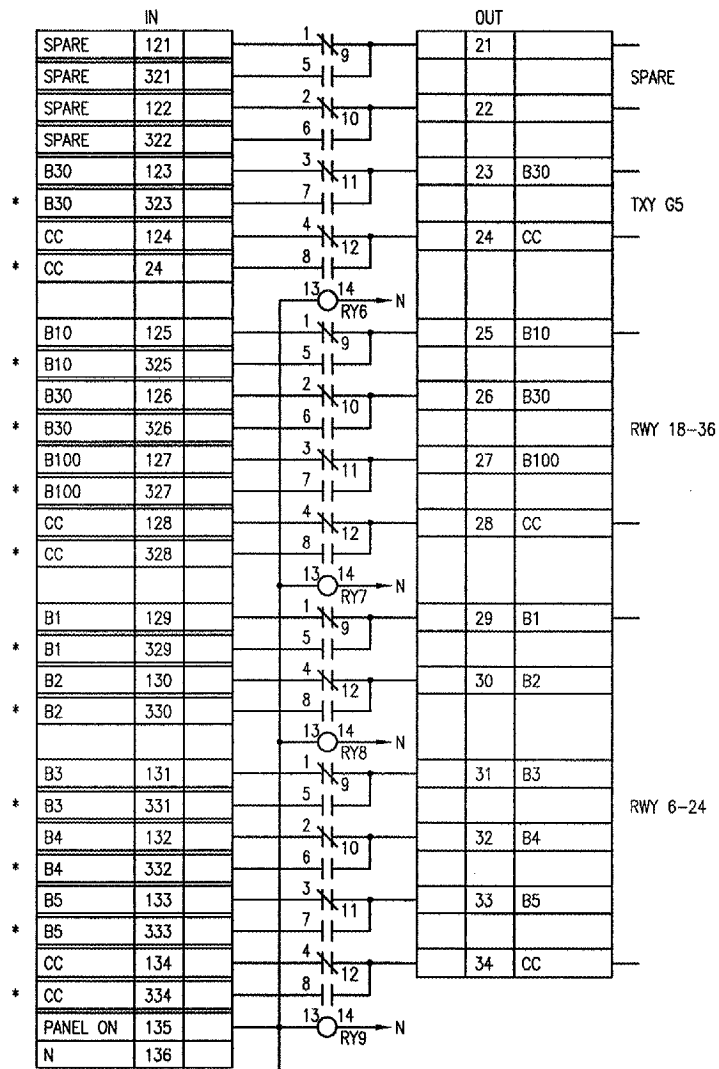 IN OUT
SPARE 121 1 9 21
SPARE 321 5 SPARE
SPARE 122 2 10 22
SPARE 322 6
B30 123 3 11 23 B30
* B30 323 7 TXY G5
CC 124 4 12 24 CC
* CC 24 8
13 14 RY6 N
B10 125 1 9 25 B10
* B10 325 5
B30 126 2 10 26 B30
* B30 326 6 RWY 18-36
B100 127 3 11 27 B100
* B100 327 7
CC 128 4 12 28 CC
* CC 328 8
13 14 RY7 N
B1 129 1 9 29 B1
* B1 329 5
B2 130 4 12 30 B2
* B2 330 8
13 14 RY8 N
B3 131 1 9 31 B3
* B3 331 5 RWY 6-24
B4 132 2 10 32 B4
* B4 332 6
B5 133 3 11 33 B5
* B5 333 7
CC 134 4 12 34 CC
* CC 334 8
PANEL ON 135 13 14 RY9 N
N 136